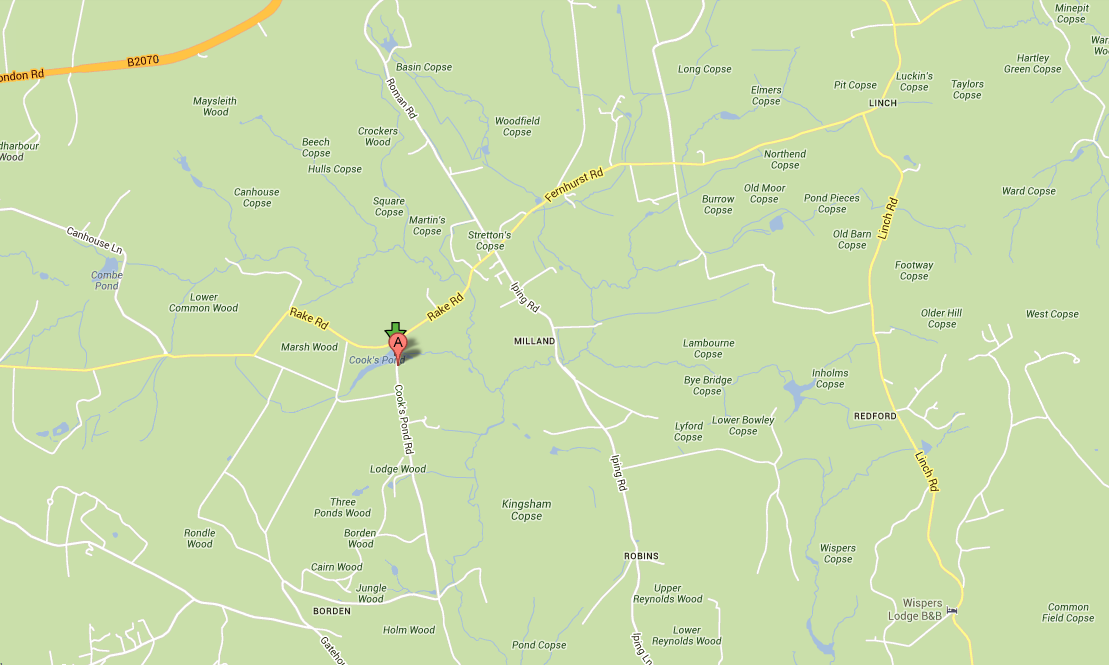 Minepit
Copse
B2070
ondon Rd
Basin Copse
Long Copse
Hartley
Green Copse
Roman Rd
Elmers
Copse
Pit Copse
Luckin's
Copse
Taylors
Copse
Maysleith
Wood
LINCH
Woodfield
Copse
Crockers
Wood
dharbour
Wood
Beech
Copse
Hulls Copse
Northend
Copse
Fernhurst Rd
Canhouse
Copse
Square
Copse
Burrow
Copse
Old Moor
Copse
Pond Pieces
Copse
Ward Copse
Martin's
Copse
Linch Rd
Canhouse Ln
Stretton's
Copse
Old Barn
Copse
Combe
Pond
Footway
Copse
Lower
Common Wood
Iping Rd
Rake Rd
Rake Rd
Older Hill
Copse
West Copse
A
MILLAND
Marsh Wood
Cook's Pond
Lambourne
Copse
Bye Bridge
Copse
Inholms
Copse
Cook's Pond Rd
REDFORD
Lyford
Copse
Lower Bowley
Copse
Lodge Wood
Iping Rd
Linch Rd
Three
Ponds Wood
Kingsham
Copse
Rondle
Wood
Borden
Wood
Wispers
Copse
ROBINS
Cairn Wood
Jungle
Wood
Upper
Reynolds Wood
BORDEN
Wispers
Lodge B&B
Common
Field Copse
Holm Wood
Pond Copse
Lower
Reynolds Wood
Iping Ln
Gatehou